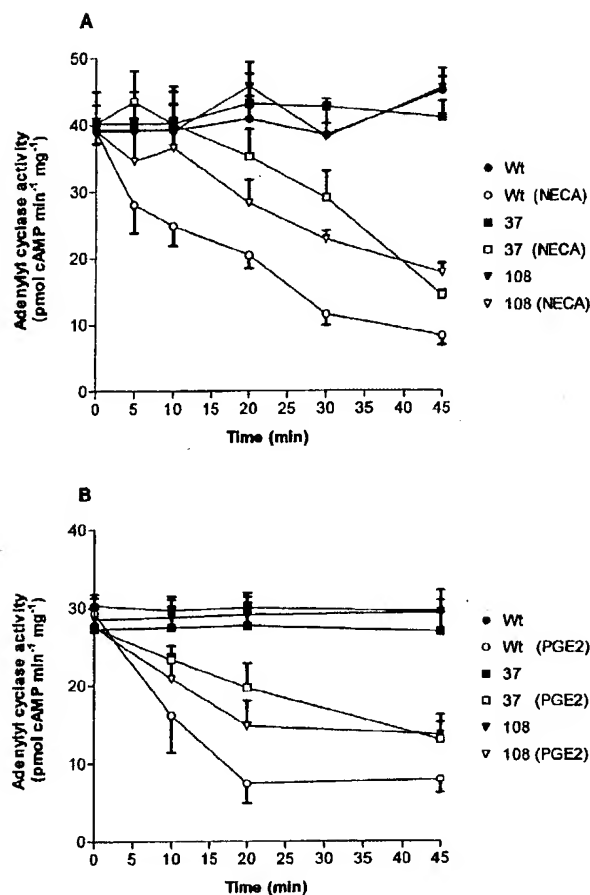 A
Adenylyl cyclase activity
(pmol cAMP min⁻¹ mg⁻¹)
50
40
30
20
10
0
0 5 10 15 20 25 30 35 40 45
Time (min)
Wt
Wt (NECA)
37
37 (NECA)
108
108 (NECA)
B
Adenylyl cyclase activity
(pmol cAMP min⁻¹ mg⁻¹)
40
30
20
10
0
0 5 10 15 20 25 30 35 40 45
Time (min)
Wt
Wt (PGE2)
37
37 (PGE2)
108
108 (PGE2)